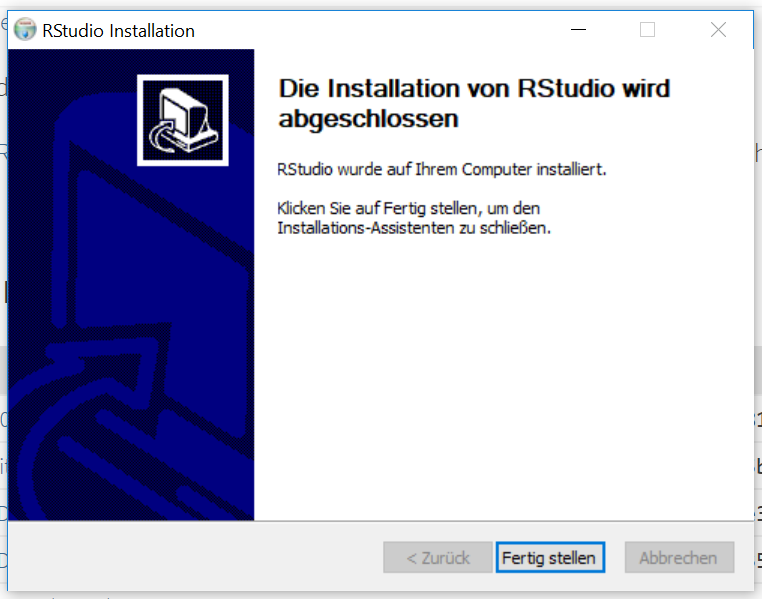 RStudio Installation
Die Installation von RStudio wird
abgeschlossen
RStudio wurde auf Ihrem Computer installiert.
Klicken Sie auf Fertig stellen, um den
Installations-Assistenten zu schließen.
< Zurück
Fertig stellen
Abbrechen